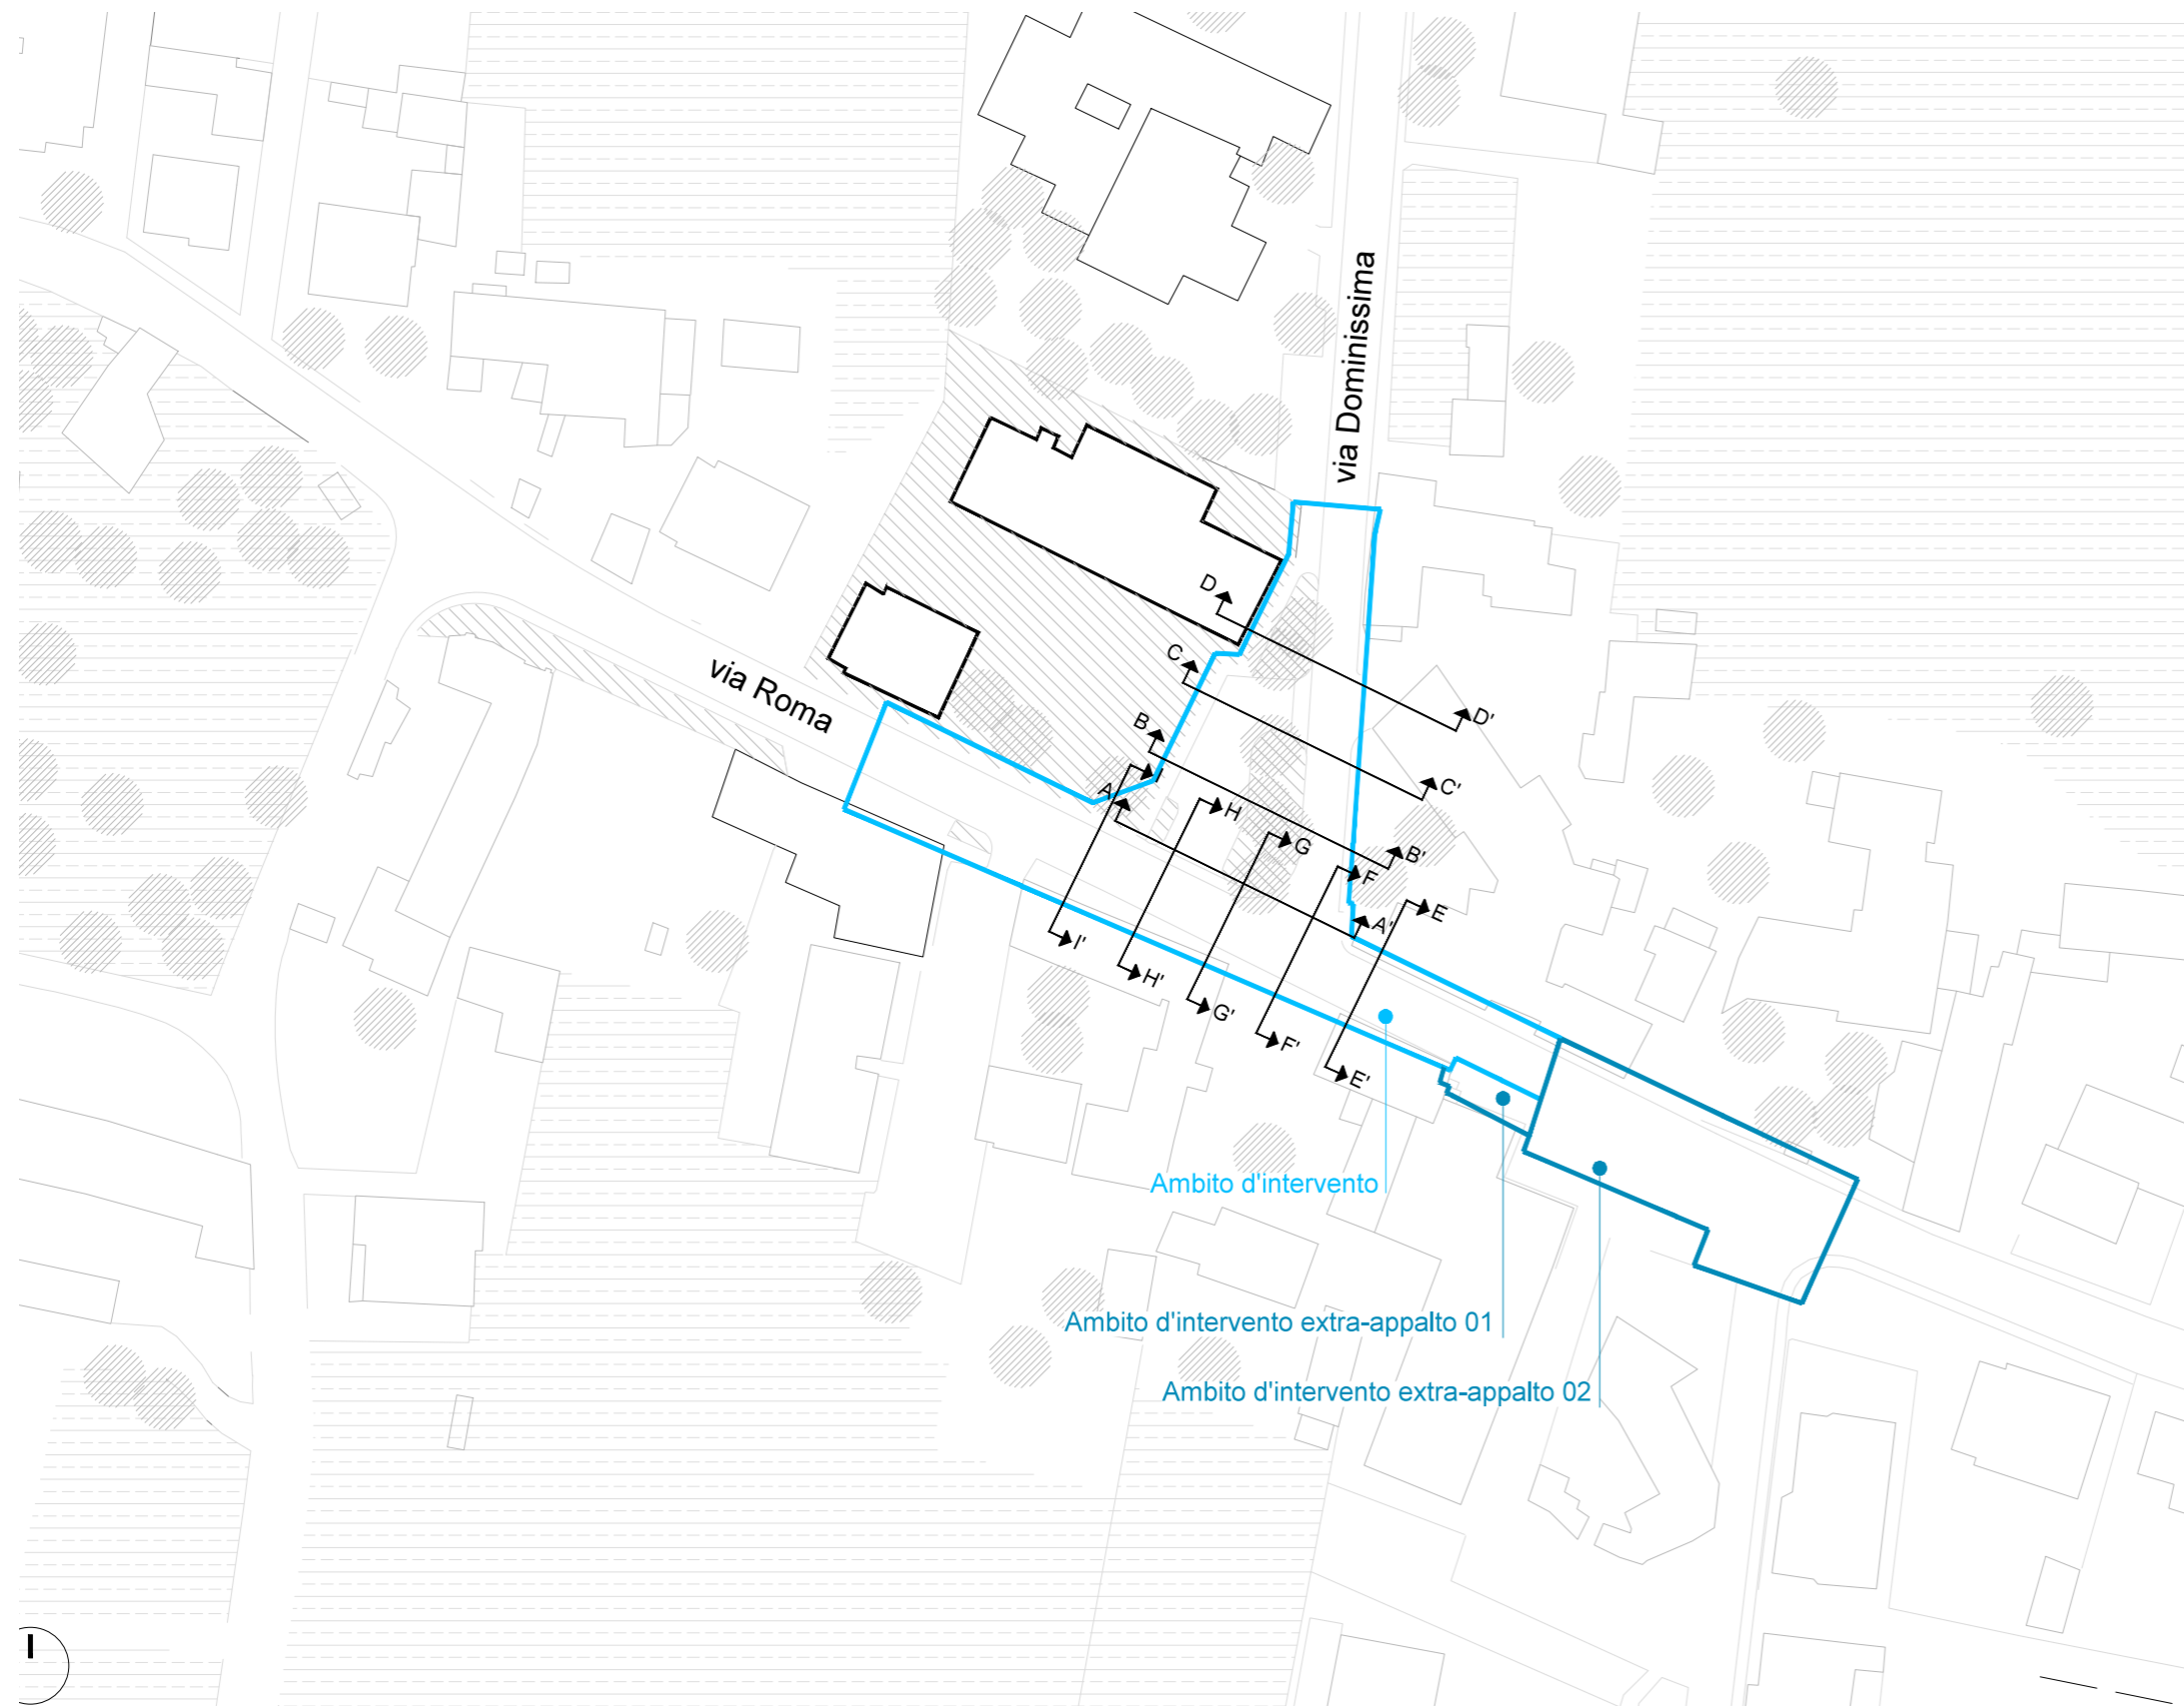 via Dominissima
D
C
via Roma
D'
B
I
C'
A
H
G
B'
F
E
A'
I'
H'
G'
F'
E'
Ambito d'intervento
Ambito d'intervento extra-appalto 01
Ambito d'intervento extra-appalto 02